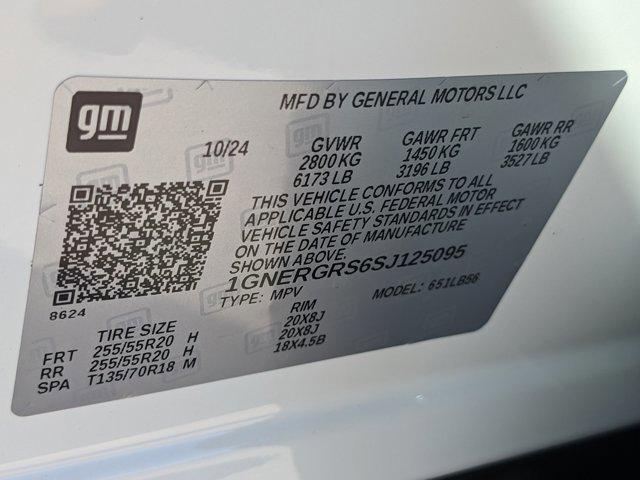 gm
MFD BY GENERAL MOTORS LLC
10/24 GVWR GAWR FRT GAWR RR
2800 KG 1450 KG 1600 KG
6173 LB 3196 LB 3527 LB
THIS VEHICLE CONFORMS TO ALL
APPLICABLE U.S. FEDERAL MOTOR
VEHICLE SAFETY STANDARDS IN EFFECT
ON THE DATE OF MANUFACTURE
SHOWN ABOVE.
1GNERGRS6SJ125095
8624
TYPE: MPV MODEL: 651LB56
TIRE SIZE RIM
FRT 255/55R20 H 20X8J
RR 255/55R20 H 20X8J
SPA T135/70R18 M 18X4.5B